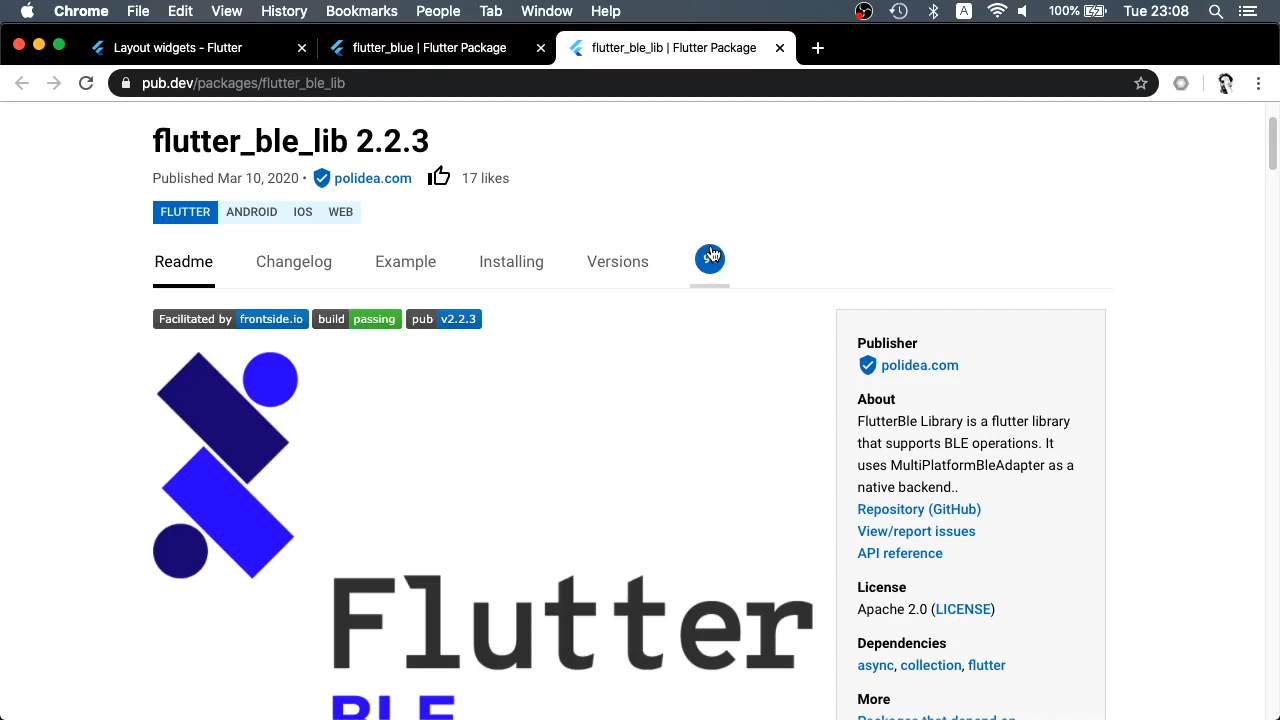 Chrome File Edit View History Bookmarks People Tab Window Help 100% Tue 23:08
Layout widgets - Flutter flutter_blue | Flutter Package flutter_ble_lib | Flutter Package
pub.dev/packages/flutter_ble_lib
flutter_ble_lib 2.2.3
Published Mar 10, 2020 • polidea.com 17 likes
FLUTTER ANDROID IOS WEB
Readme Changelog Example Installing Versions
Facilitated by frontside.io build passing pub v2.2.3
Flutter
BLE
Publisher
polidea.com
About
FlutterBle Library is a flutter library
that supports BLE operations. It
uses MultiPlatformBleAdapter as a
native backend..
Repository (GitHub)
View/report issues
API reference
License
Apache 2.0 (LICENSE)
Dependencies
async, collection, flutter
More
Packages that depend on